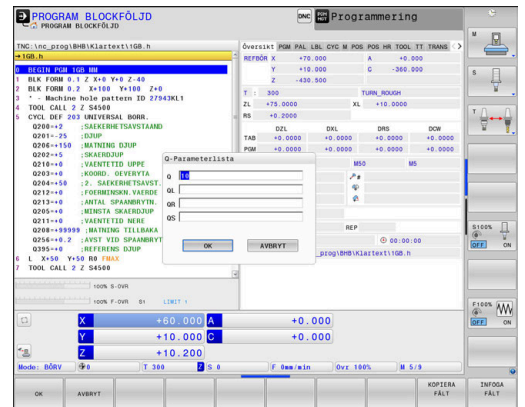 PROGRAM BLOCKFÖLJD
PROGRAM BLOCKFÖLJD
DNC
Programmering
TNC:\nc_prog\BHB\Klartext\1GB.h
→1GB.h
0 BEGIN PGM 1GB MM
1 BLK FORM 0.1 Z X+0 Y+0 Z-40
2 BLK FORM 0.2 X+100 Y+100 Z+0
3 * - Machine hole pattern ID 27943KL1
4 TOOL CALL 2 Z S4500
5 CYCL DEF 203 UNIVERSAL BORR.
Q200=+2 ;SAEKERHETSAVSTAAND
Q201=-25 ;DJUP
Q206=+150 ;MATNING DJUP
Q202=+5 ;SKAERDJUP
Q210=+0 ;VAENTETID UPPE
Q203=+0 ;KOORD. OEVERYTA
Q204=+50 ;2. SAEKERHETSAVST.
Q212=+0 ;FOERMINSKN.VAERDE
Q213=+0 ;ANTAL SPAANBRYTN.
Q205=+0 ;MINSTA SKAERDJUP
Q211=+0 ;VAENTETID NERE
Q208=+99999 ;MATNING TILLBAKA
Q256=+0.2 ;AVST VID SPAANBRYT
Q395=+0 ;REFERENS DJUP
6 L X+50 Y+50 R0 FMAX
7 TOOL CALL 2 Z S4500
100% S-OVR
100% F-OVR S1 LIMIT 1
Översikt PGM PAL LBL CYC M POS POS HR TOOL TT TRANS
REFBÖR X +70.000 A +0.000
Y +10.000 C -360.000
Z -430.500
T : 300 TURN_ROUGH
ZL +75.0000 XL +10.0000
RS +0.2000
DZL DXL DRS DCW
TAB +0.0000 +0.0000 +0.0000 +0.0000
PGM +0.0000 +0.0000 +0.0000 +0.0000
M50 M5
REP
00:00:00
_prog\BHB\Klartext\1GB.h
Q-Parameterlista
Q 10
QL
QR
QS
OK AVBRYT
X +60.000 A +0.000
Y +10.000 C +0.000
Z +10.200
Mode: BÖRV 0 T 300 Z S 0 F 0mm/min Ovr 100% M 5/9
M
S
T
S100%
OFF ON
F100%
OFF ON
OK
AVBRYT
KOPIERA FÄLT
INFOGA FÄLT